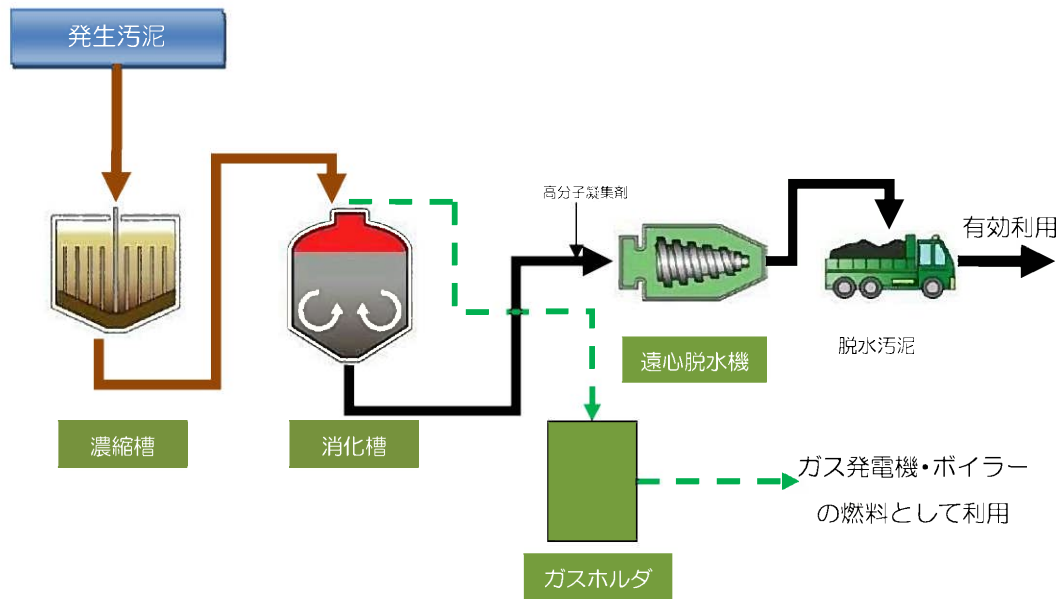 発生汚泥
高分子凝集剤
有効利用
脱水汚泥
遠心脱水機
濃縮槽
消化槽
ガス発電機・ボイラー
の燃料として利用
ガスホルダ